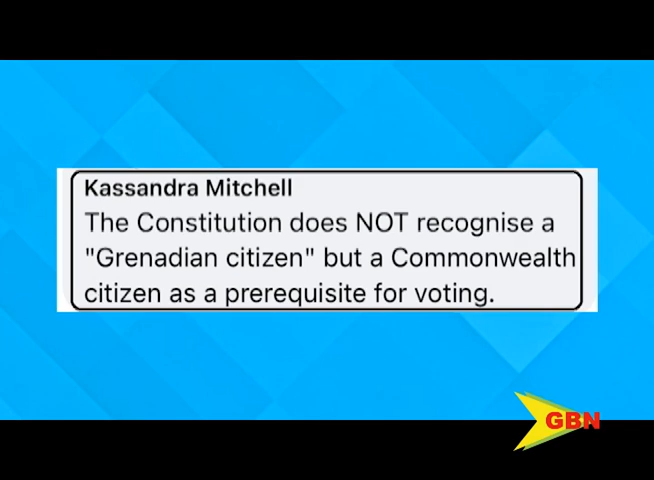 Kassandra Mitchell
The Constitution does NOT recognise a
"Grenadian citizen" but a Commonwealth
citizen as a prerequisite for voting.
GBN